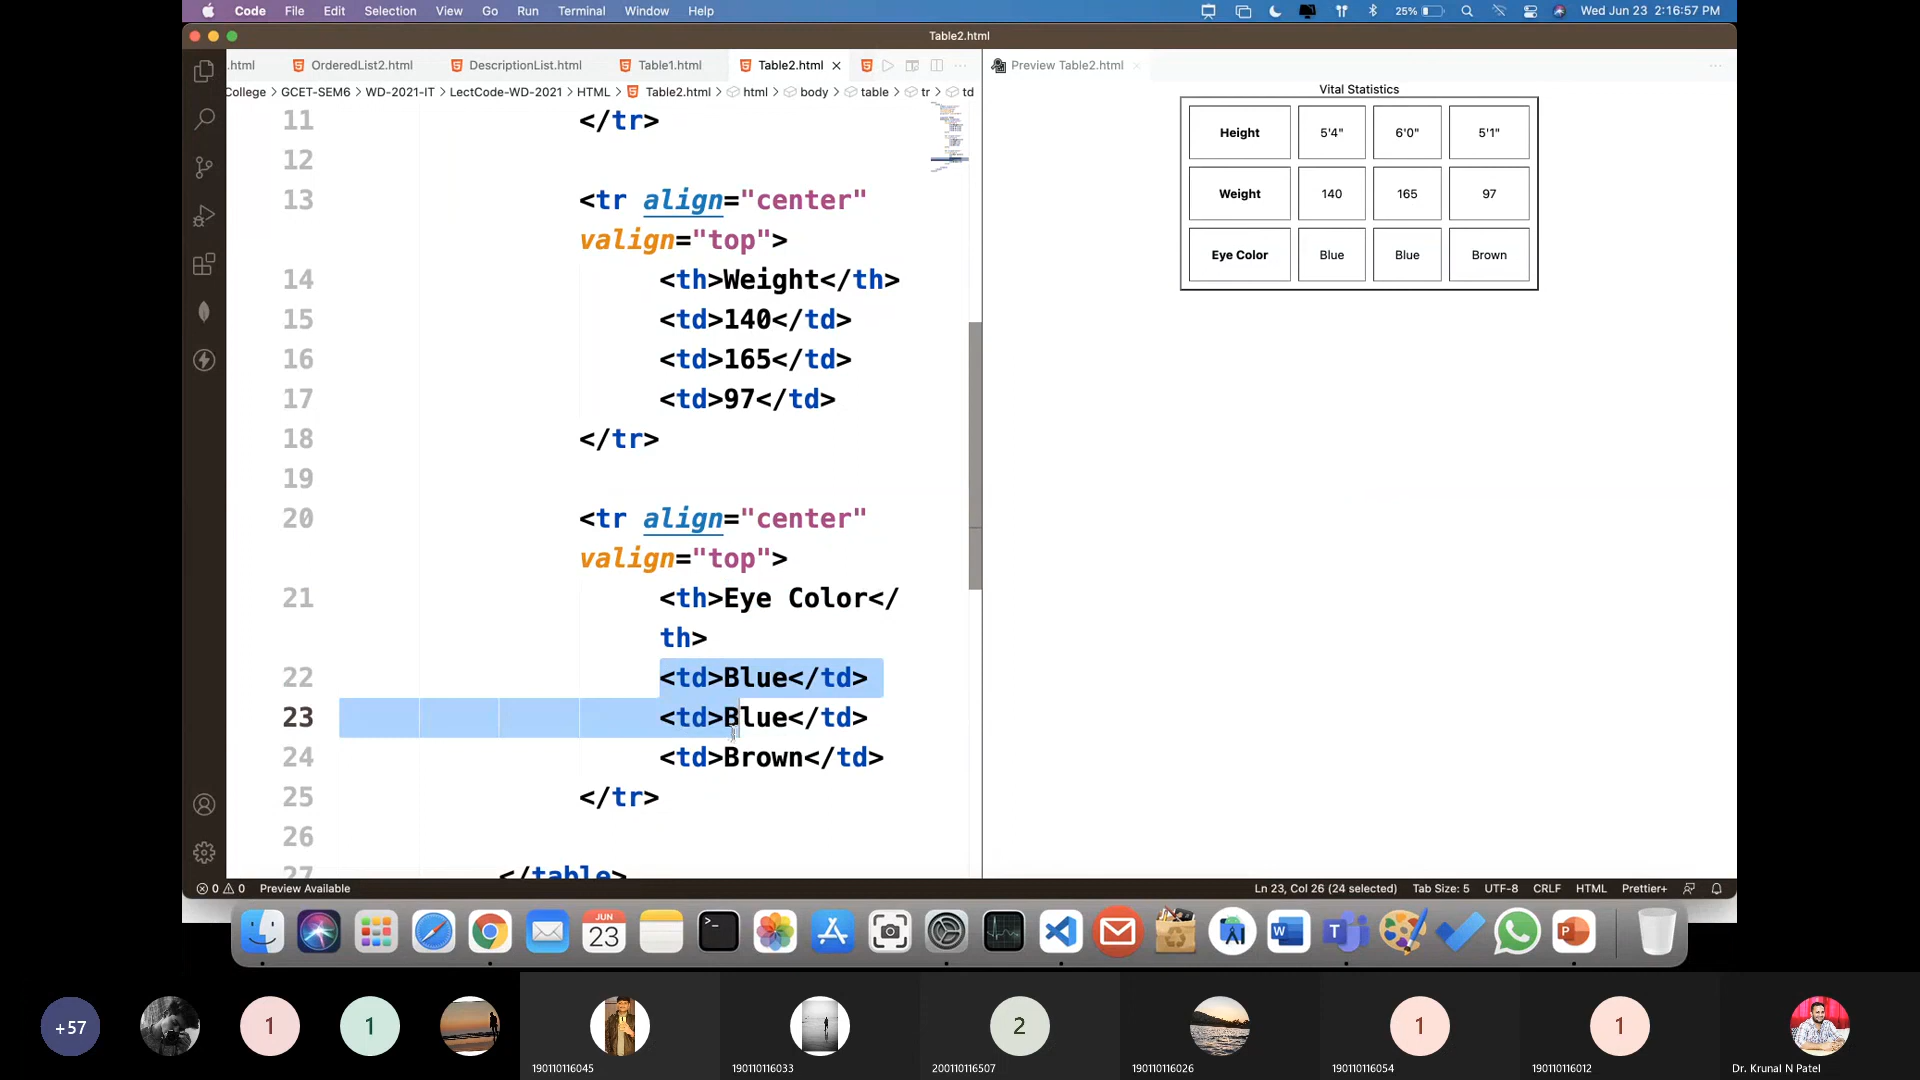 Code File Edit Selection View Go Run Terminal Window Help 25% Wed Jun 23 2:16:57 PM
Table2.html
.html OrderedList2.html DescriptionList.html Table1.html Table2.html
College > GCET-SEM6 > WD-2021-IT > LectCode-WD-2021 > HTML > Table2.html > html > body > table > tr > td
11 </tr>
12
13 <tr align="center"
valign="top">
14 <th>Weight</th>
15 <td>140</td>
16 <td>165</td>
17 <td>97</td>
18 </tr>
19
20 <tr align="center"
valign="top">
21 <th>Eye Color</
th>
22 <td>Blue</td>
23 <td>Blue</td>
24 <td>Brown</td>
25 </tr>
26
27 </table>
Preview Table2.html
Vital Statistics
Height 5'4" 6'0" 5'1"
Weight 140 165 97
Eye Color Blue Blue Brown
0 0 Preview Available Ln 23, Col 26 (24 selected) Tab Size: 5 UTF-8 CRLF HTML Prettier+
JUN
23
W T P
+57 1 1 2 1 1
190110116045 190110116033 200110116507 190110116026 190110116054 190110116012 Dr. Krunal N Patel